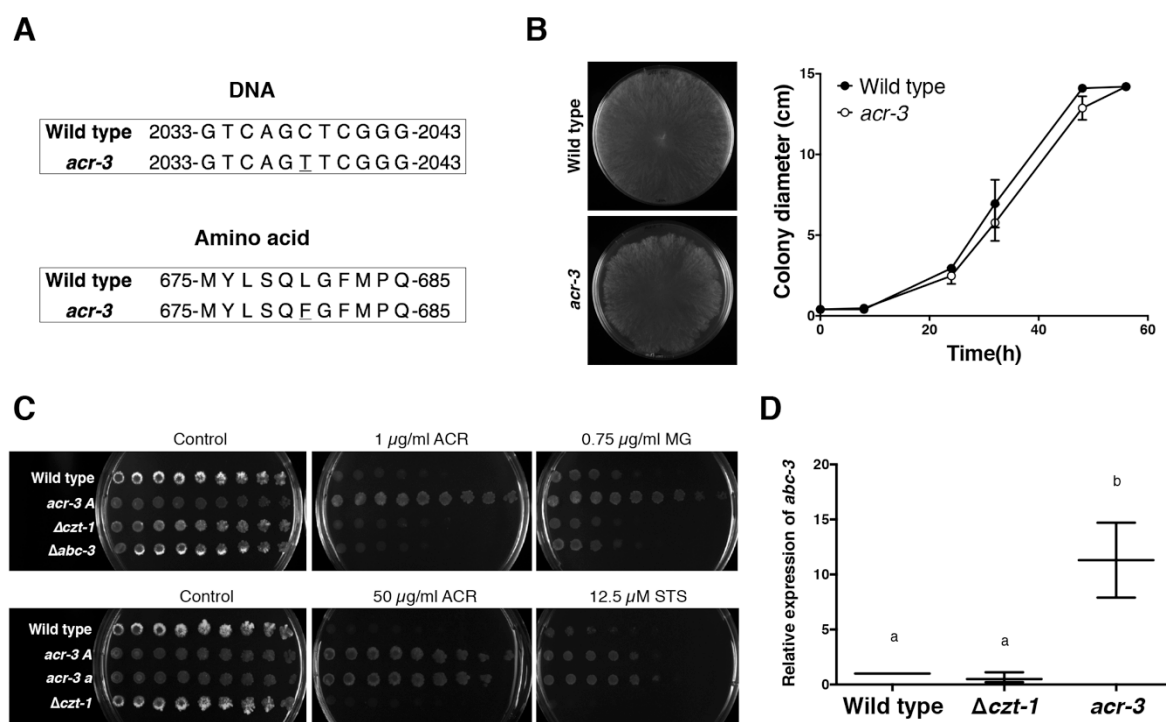 A
DNA
Wild type 2033-G T C A G C T C G G G-2043
acr-3 2033-G T C A G T T C G G G-2043
Amino acid
Wild type 675-M Y L S Q L G F M P Q-685
acr-3 675-M Y L S Q F G F M P Q-685
B
Wild type
acr-3
Wild type
acr-3
Colony diameter (cm)
15
10
5
0
0 20 40 60
Time(h)
C
Control 1 µg/ml ACR 0.75 µg/ml MG
Wild type
acr-3 A
Δczt-1
Δabc-3
Control 50 µg/ml ACR 12.5 µM STS
Wild type
acr-3 A
acr-3 a
Δczt-1
D
Relative expression of abc-3
20
15
10
5
0
a a b
Wild type Δczt-1 acr-3